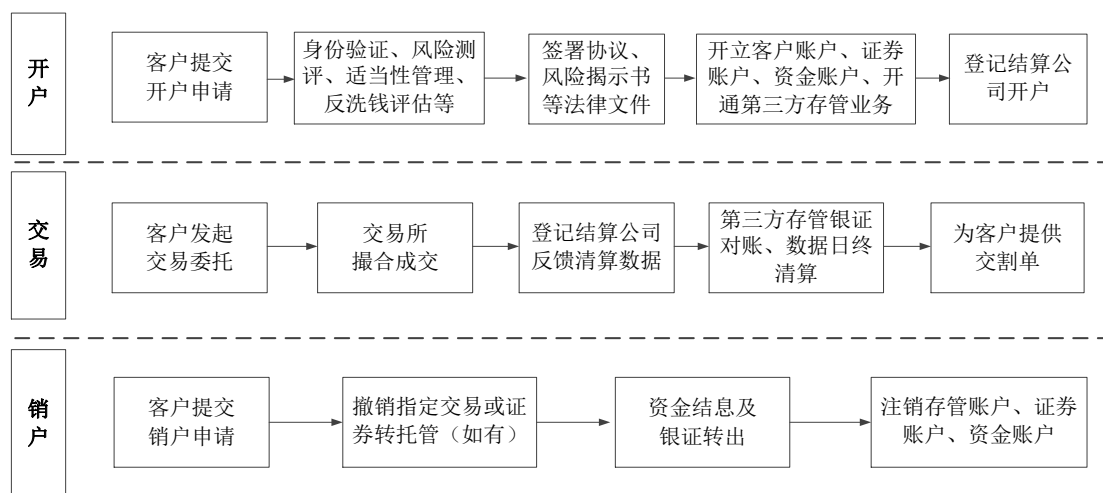 开
户
客户提交
开户申请
身份验证、风险测
评、适当性管理、
反洗钱评估等
签署协议、
风险揭示书
等法律文件
开立客户账户、证券
账户、资金账户、开
通第三方存管业务
登记结算公
司开户
交
易
客户发起
交易委托
交易所
撮合成交
登记结算公司
反馈清算数据
第三方存管银证
对账、数据日终
清算
为客户提供
交割单
销
户
客户提交
销户申请
撤销指定交易或证
券转托管（如有）
资金结息及
银证转出
注销存管账户、证券
账户、资金账户